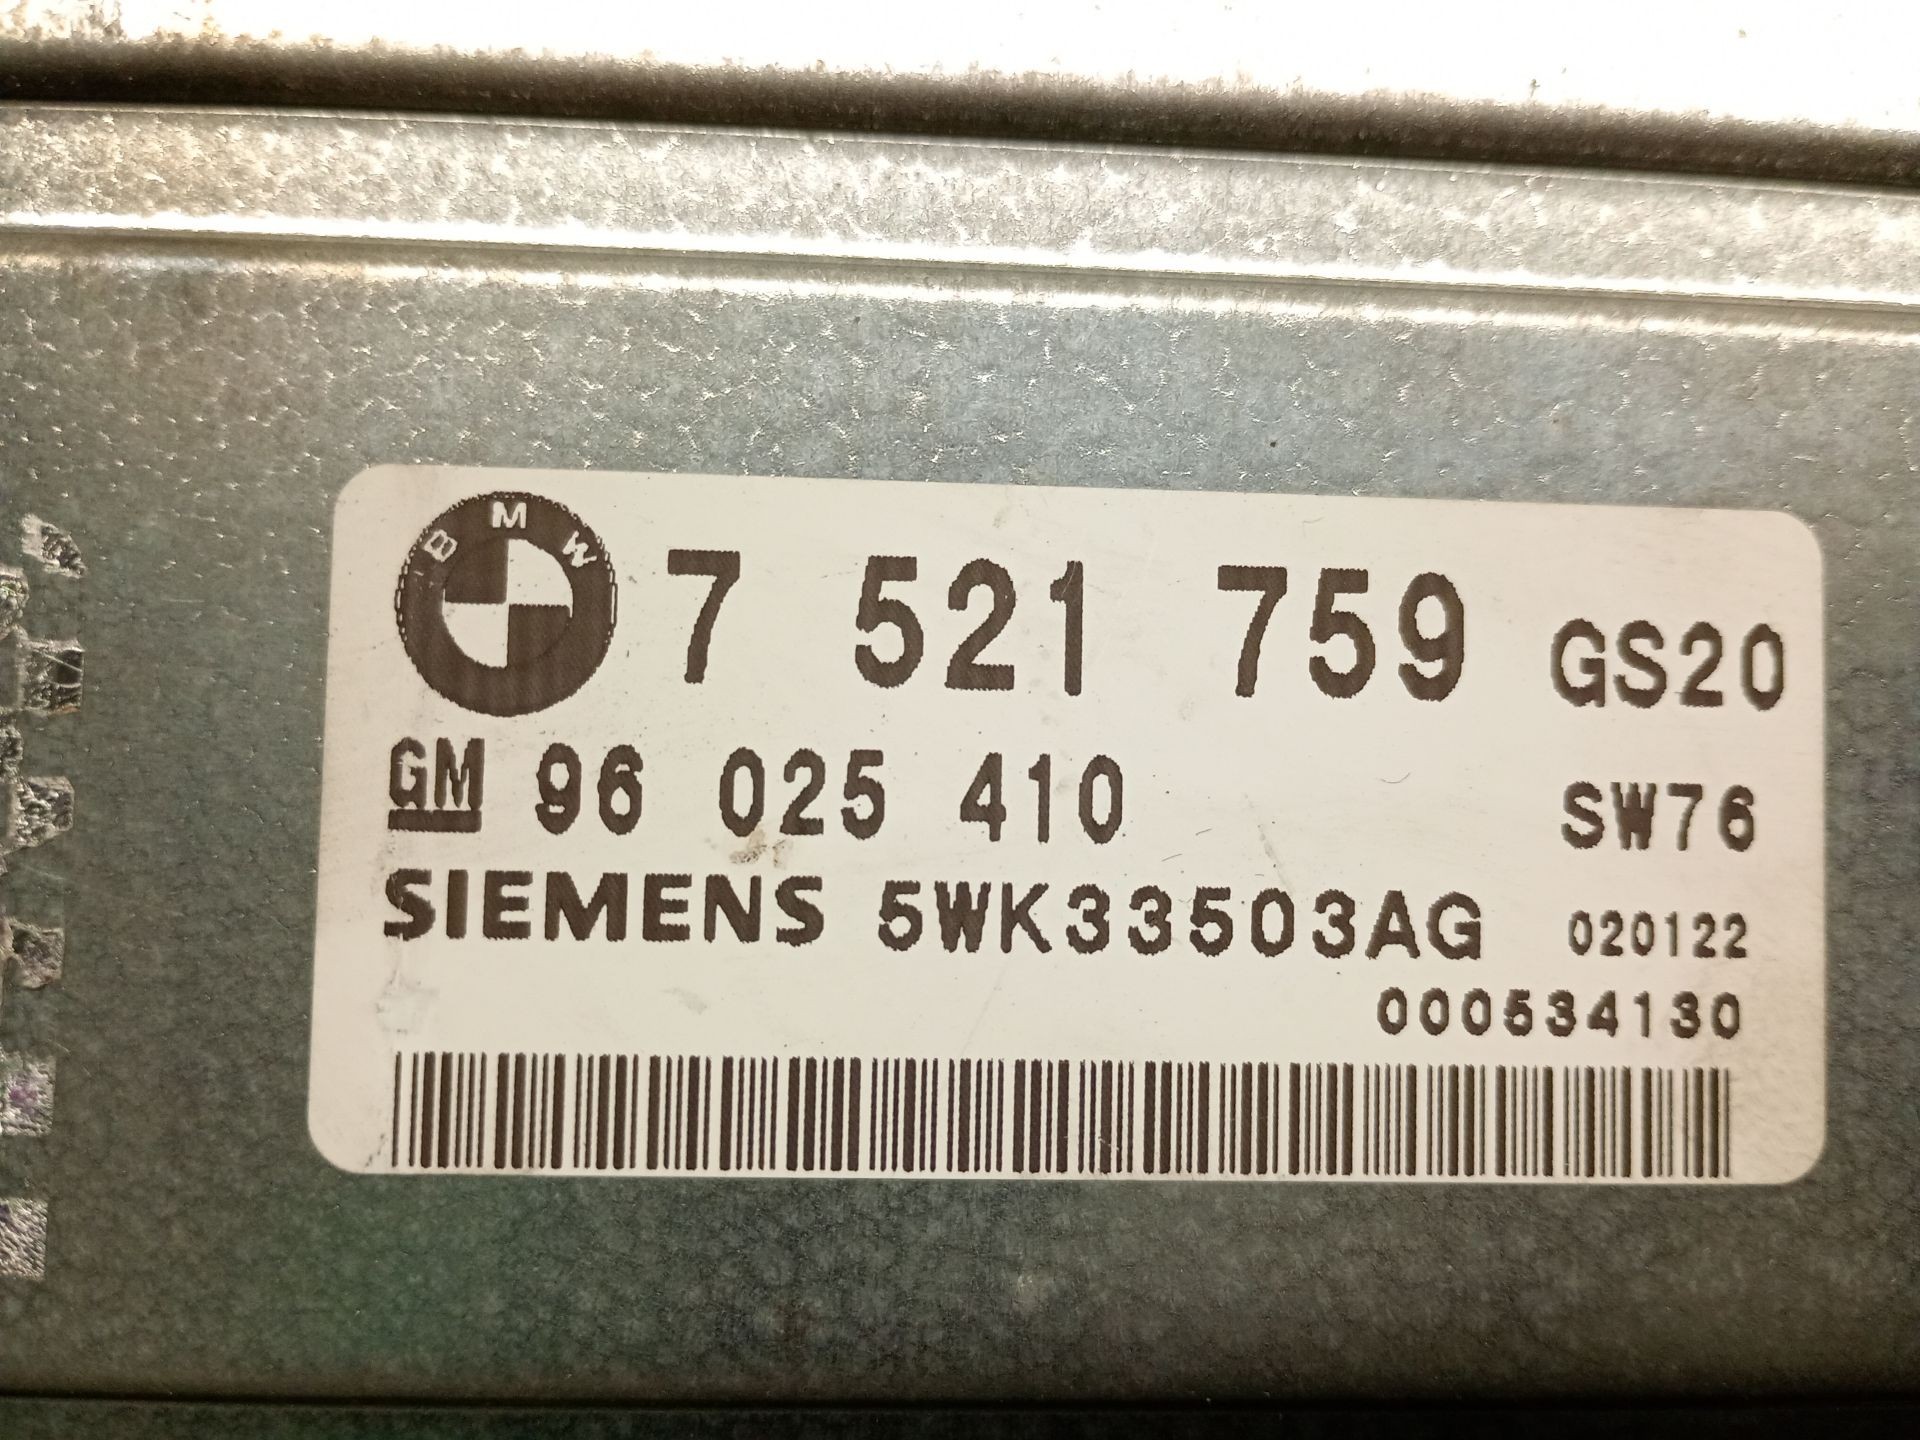 BMW 7 521 759 GS20
GM 96 025 410 SW76
SIEMENS 5WK33503AG 020122
000534130